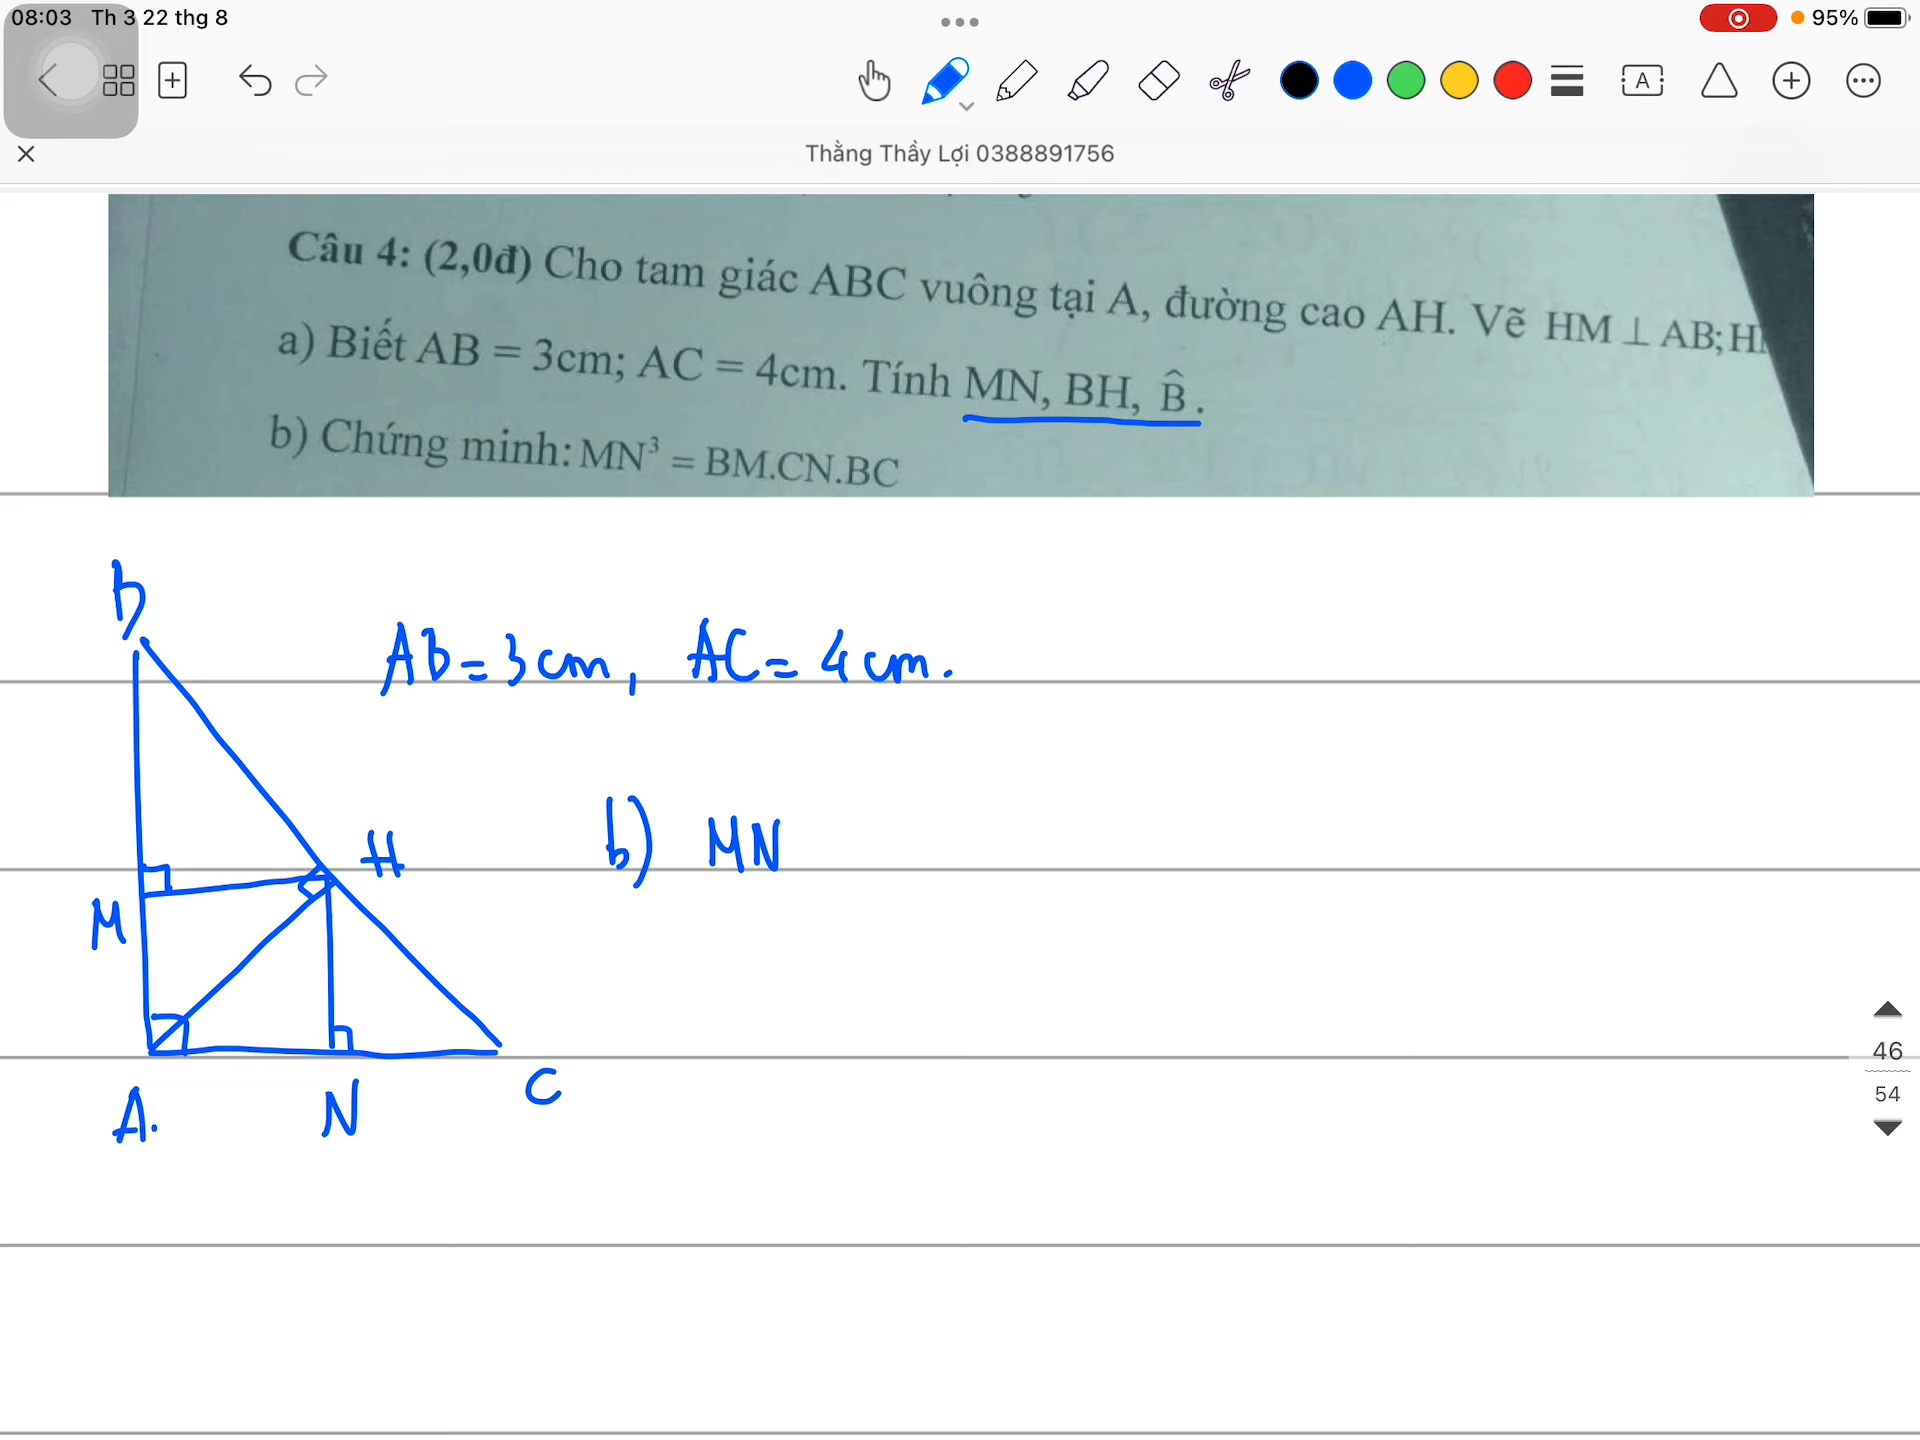 08:03 Th 3 22 thg 8
95%
A
Thằng Thầy Lợi 0388891756
Câu 4: (2,0đ) Cho tam giác ABC vuông tại A, đường cao AH. Vẽ HM ⊥ AB; H
a) Biết AB = 3cm; AC = 4cm. Tính MN, BH, B̂.
b) Chứng minh: MN³ = BM.CN.BC
B
AB = 3cm, AC = 4cm.
H
b) MN
M
A.
N
C
46
54